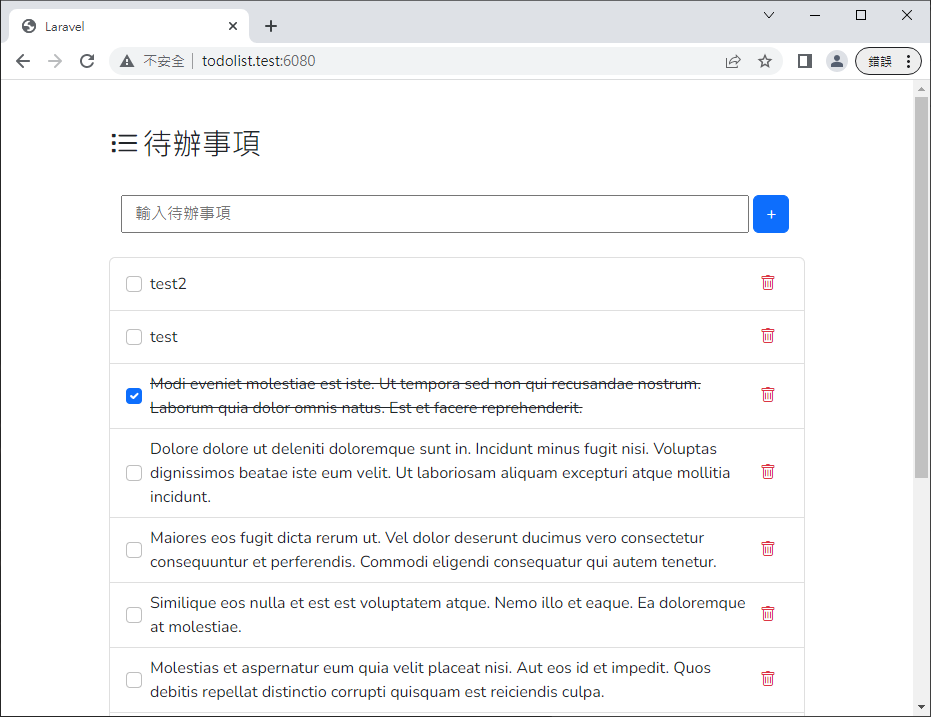 Laravel
不安全 todolist.test:6080 錯誤
待辦事項
輸入待辦事項 +
test2
test
Modi eveniet molestiae est iste. Ut tempora sed non qui recusandae nostrum.
Laborum quia dolor omnis natus. Est et facere reprehenderit.
Dolore dolore ut deleniti doloremque sunt in. Incidunt minus fugit nisi. Voluptas
dignissimos beatae iste eum velit. Ut laboriosam aliquam excepturi atque mollitia
incidunt.
Maiores eos fugit dicta rerum ut. Vel dolor deserunt ducimus vero consectetur
consequuntur et perferendis. Commodi eligendi consequatur qui autem tenetur.
Similique eos nulla et est est voluptatem atque. Nemo illo et eaque. Ea doloremque
at molestiae.
Molestias et aspernatur eum quia velit placeat nisi. Aut eos id et impedit. Quos
debitis repellat distinctio corrupti quisquam est reiciendis culpa.